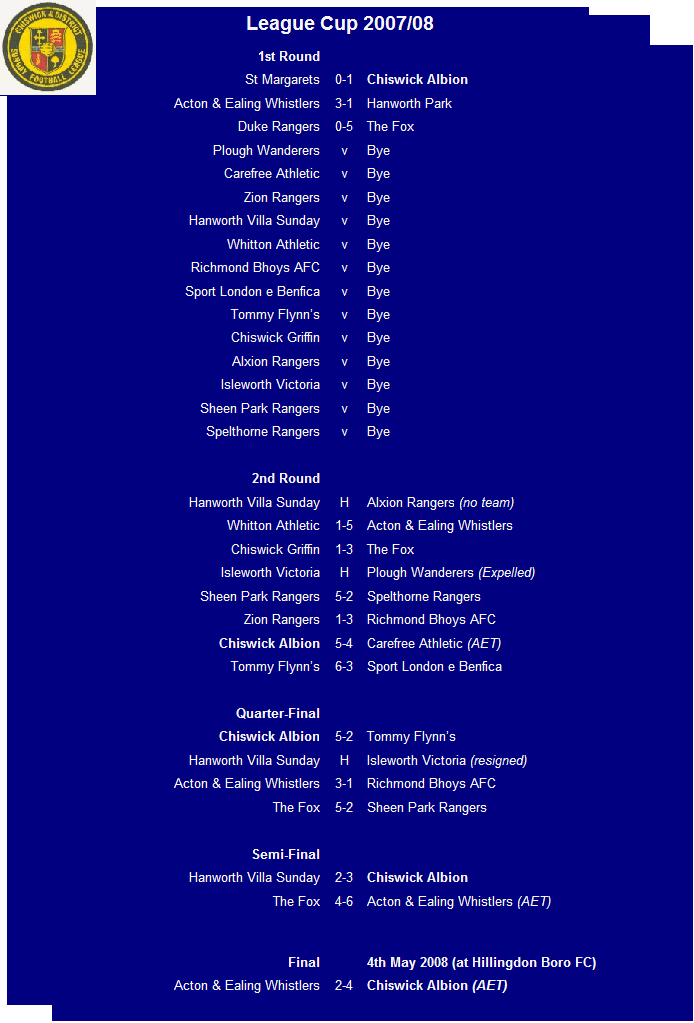 CHISWICK & DISTRICT
SUNDAY FOOTBALL LEAGUE
League Cup 2007/08
1st Round
St Margarets 0-1 Chiswick Albion
Acton & Ealing Whistlers 3-1 Hanworth Park
Duke Rangers 0-5 The Fox
Plough Wanderers v Bye
Carefree Athletic v Bye
Zion Rangers v Bye
Hanworth Villa Sunday v Bye
Whitton Athletic v Bye
Richmond Bhoys AFC v Bye
Sport London e Benfica v Bye
Tommy Flynn's v Bye
Chiswick Griffin v Bye
Alxion Rangers v Bye
Isleworth Victoria v Bye
Sheen Park Rangers v Bye
Spelthorne Rangers v Bye
2nd Round
Hanworth Villa Sunday H Alxion Rangers (no team)
Whitton Athletic 1-5 Acton & Ealing Whistlers
Chiswick Griffin 1-3 The Fox
Isleworth Victoria H Plough Wanderers (Expelled)
Sheen Park Rangers 5-2 Spelthorne Rangers
Zion Rangers 1-3 Richmond Bhoys AFC
Chiswick Albion 5-4 Carefree Athletic (AET)
Tommy Flynn's 6-3 Sport London e Benfica
Quarter-Final
Chiswick Albion 5-2 Tommy Flynn's
Hanworth Villa Sunday H Isleworth Victoria (resigned)
Acton & Ealing Whistlers 3-1 Richmond Bhoys AFC
The Fox 5-2 Sheen Park Rangers
Semi-Final
Hanworth Villa Sunday 2-3 Chiswick Albion
The Fox 4-6 Acton & Ealing Whistlers (AET)
Final 4th May 2008 (at Hillingdon Boro FC)
Acton & Ealing Whistlers 2-4 Chiswick Albion (AET)